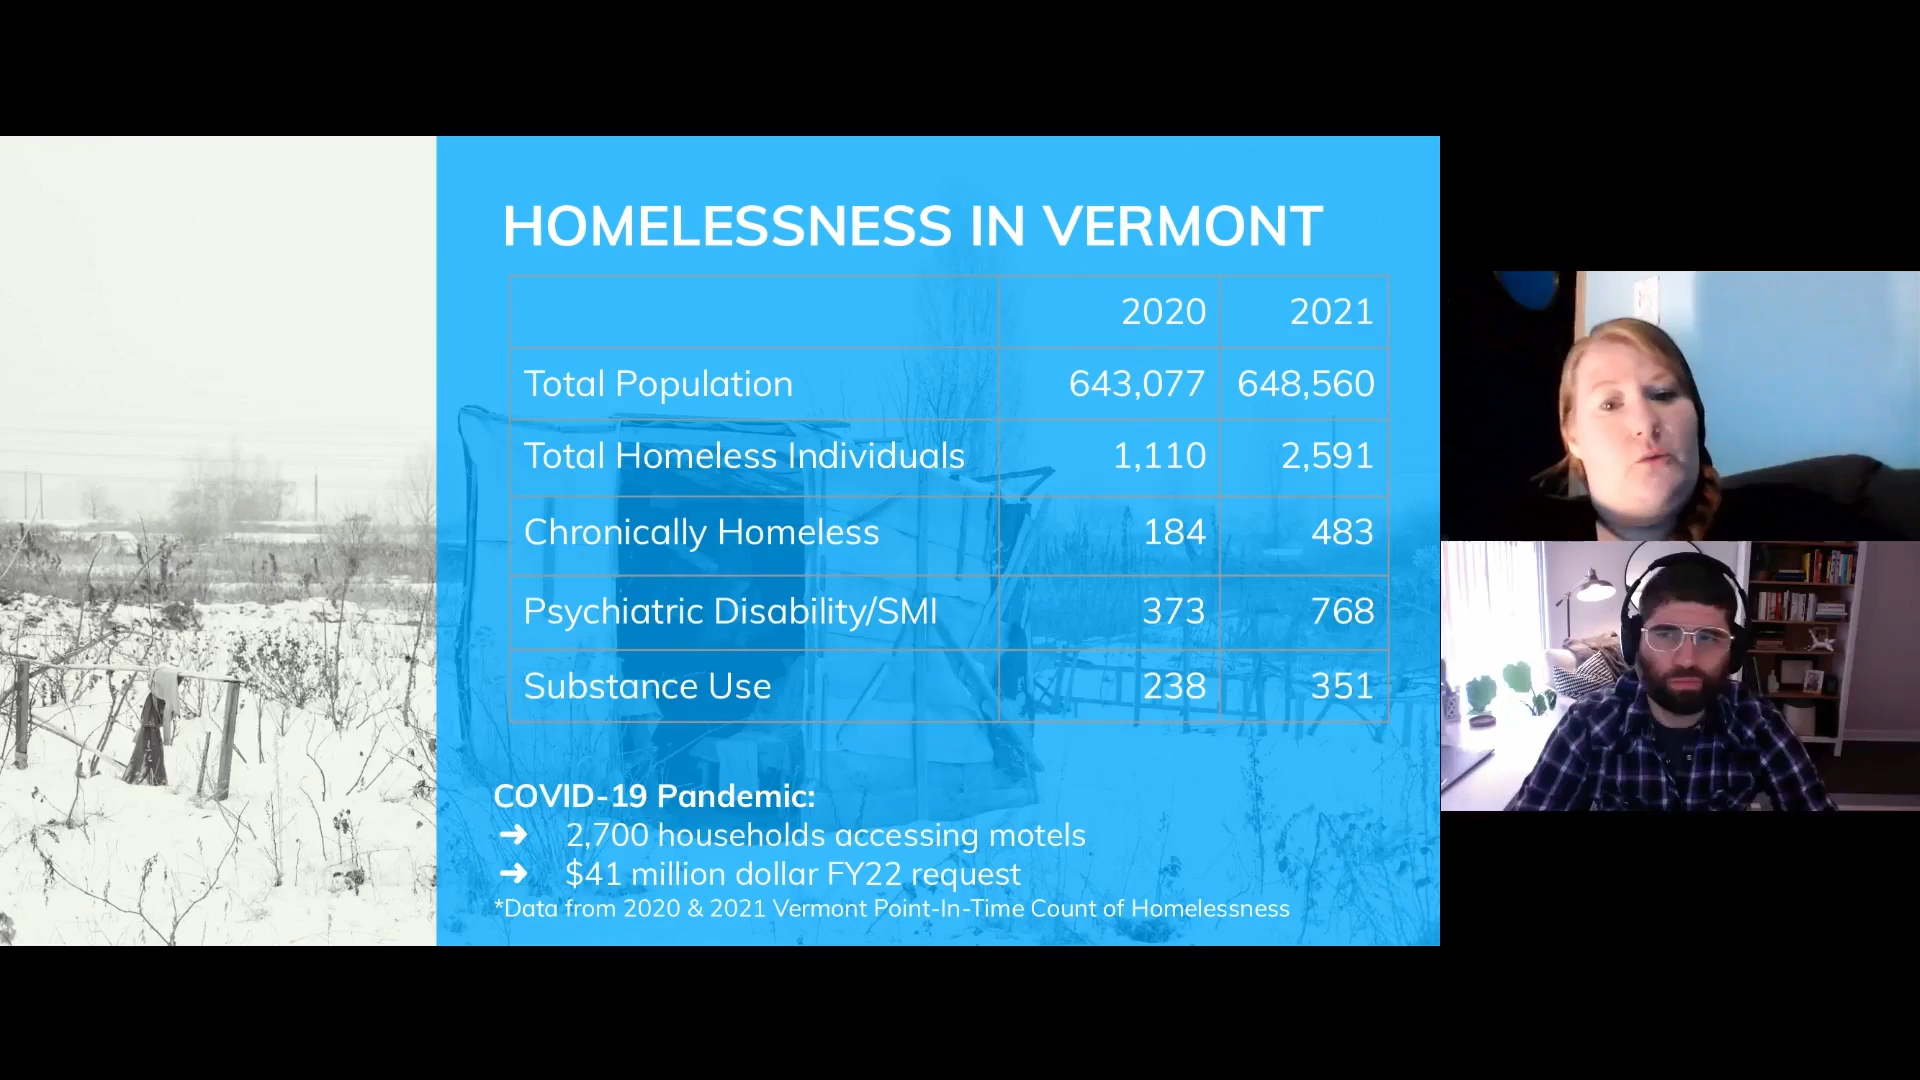 HOMELESSNESS IN VERMONT
2020 2021
Total Population 643,077 648,560
Total Homeless Individuals 1,110 2,591
Chronically Homeless 184 483
Psychiatric Disability/SMI 373 768
Substance Use 238 351
COVID-19 Pandemic:
➔ 2,700 households accessing motels
➔ $41 million dollar FY22 request
*Data from 2020 & 2021 Vermont Point-In-Time Count of Homelessness